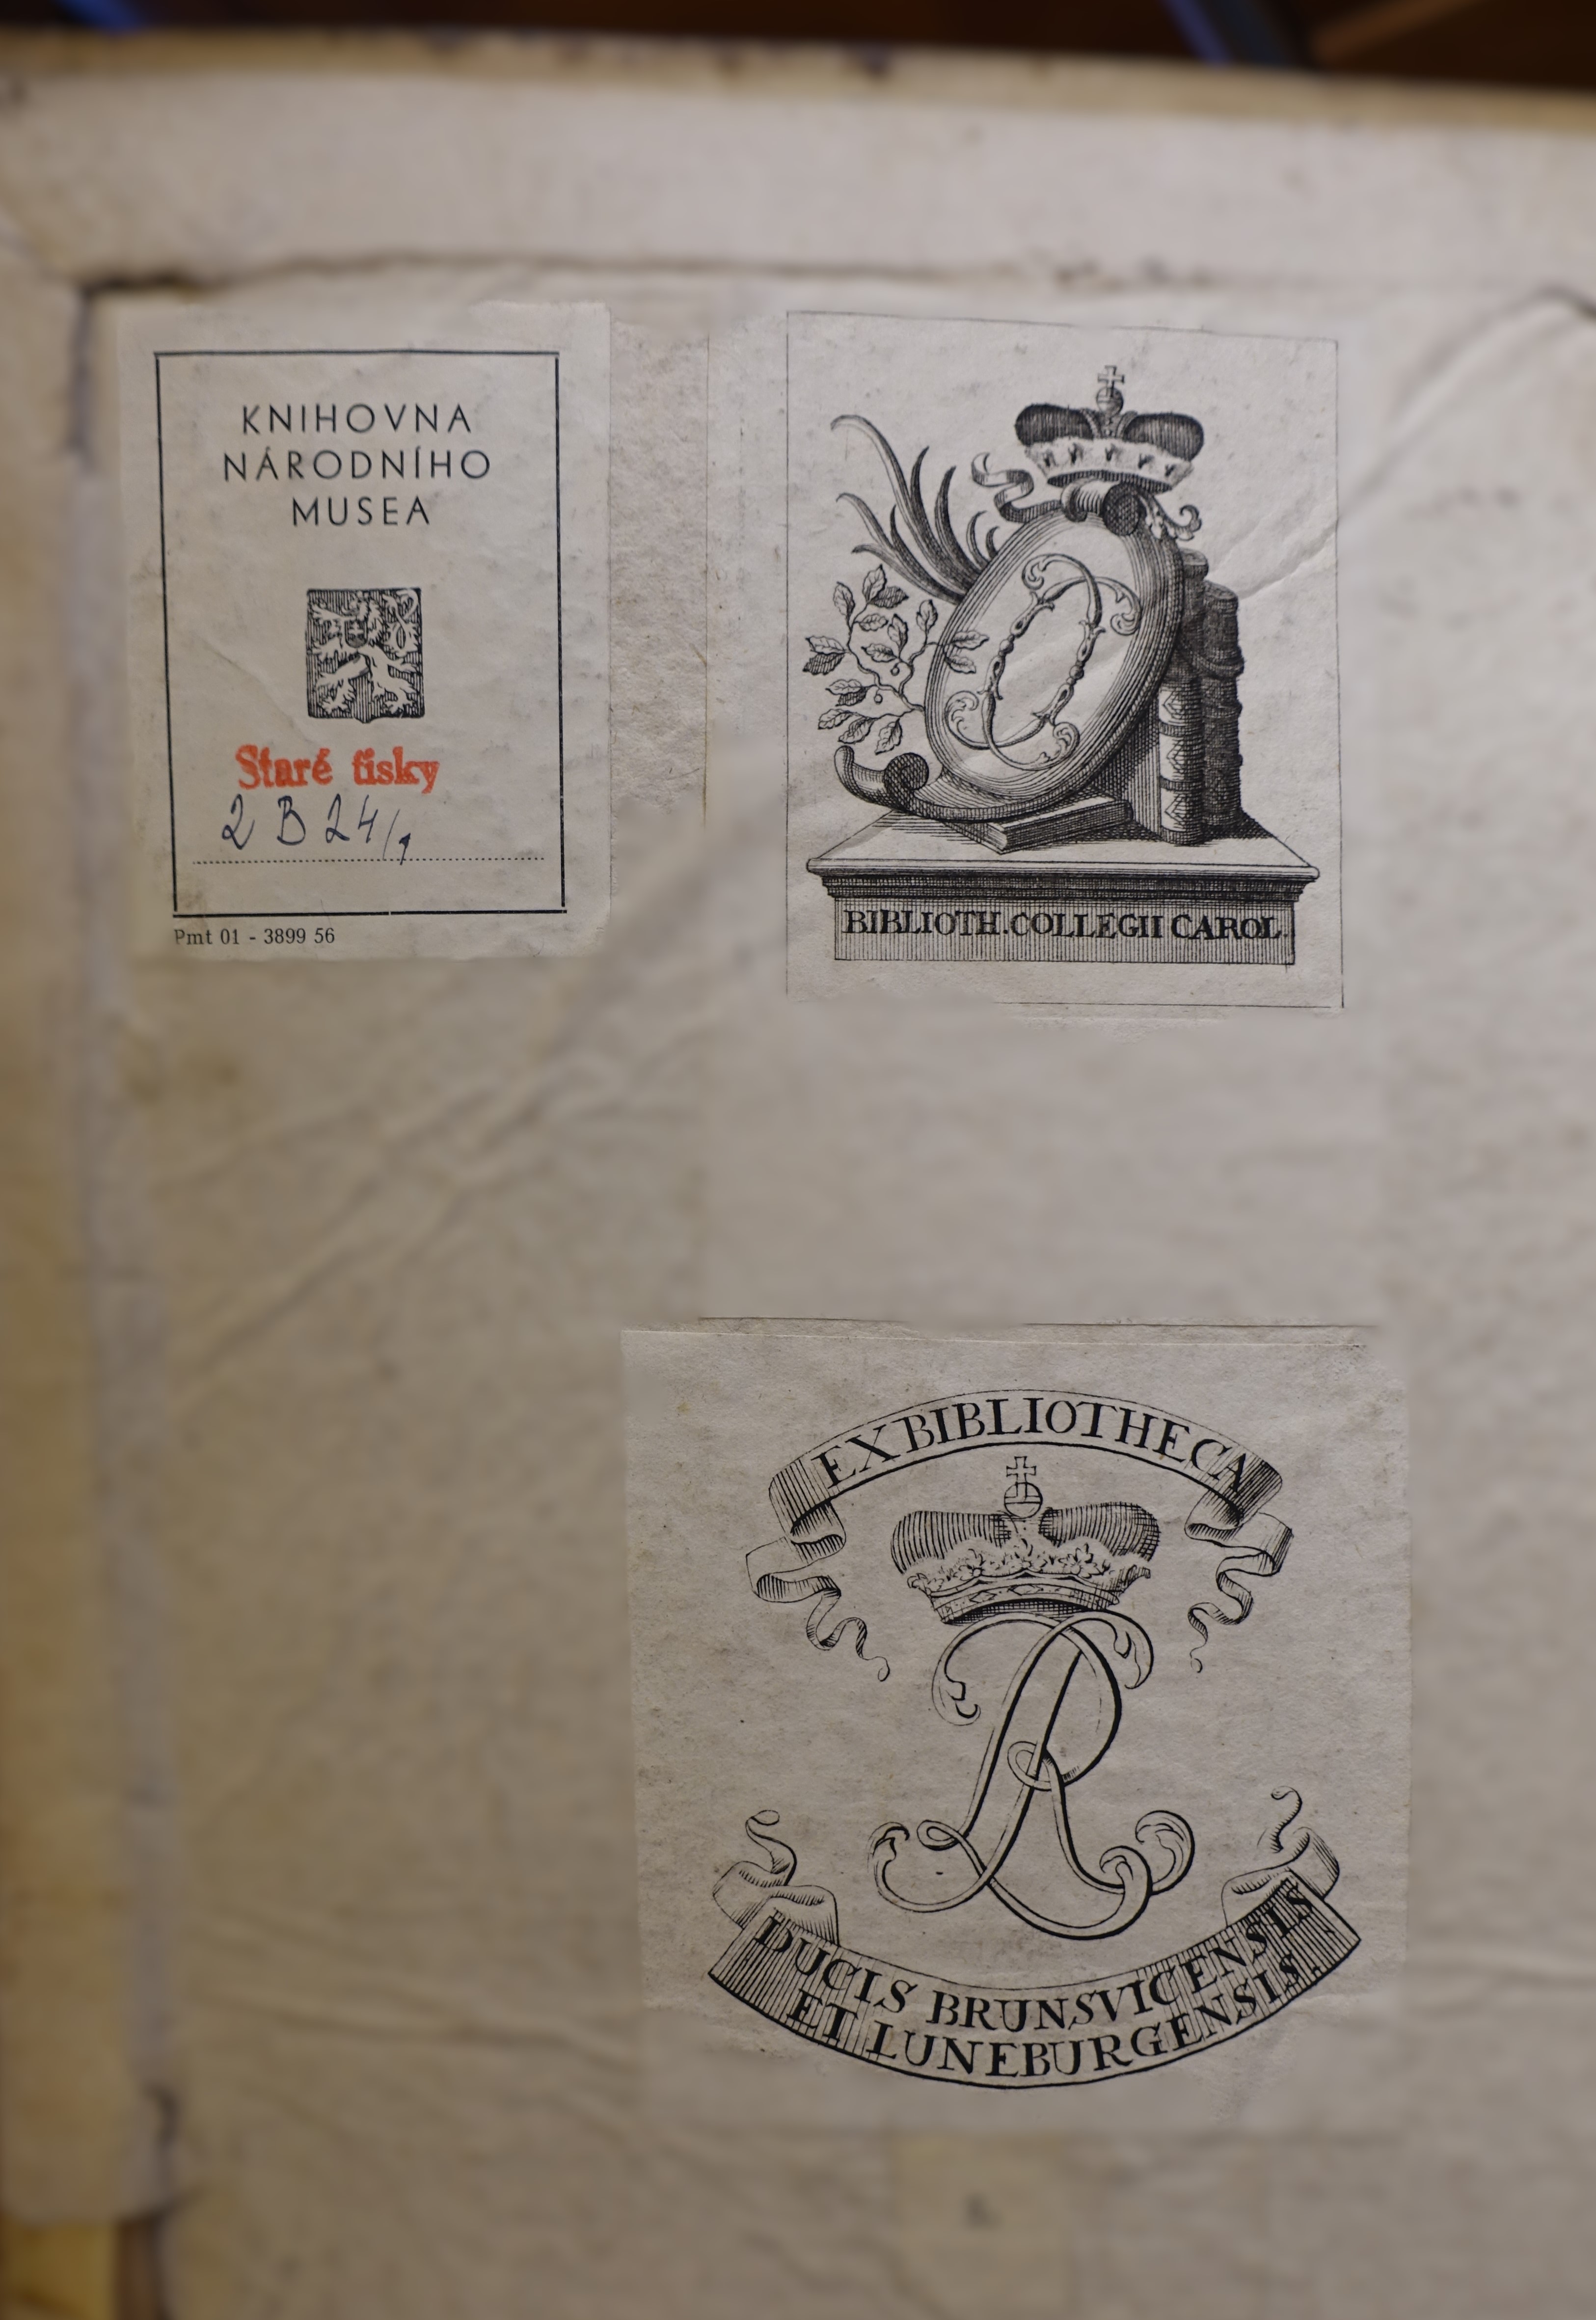 KNIHOVNA
NÁRODNÍHO
MUSEA
Staré tisky
2 B 24/1
Pmt 01 - 3899 56
BIBLIOTH. COLLEGII CAROL.
EX BIBLIOTHECA
DUCIS BRUNSVICENSIS
ET LUNEBURGENSIS.